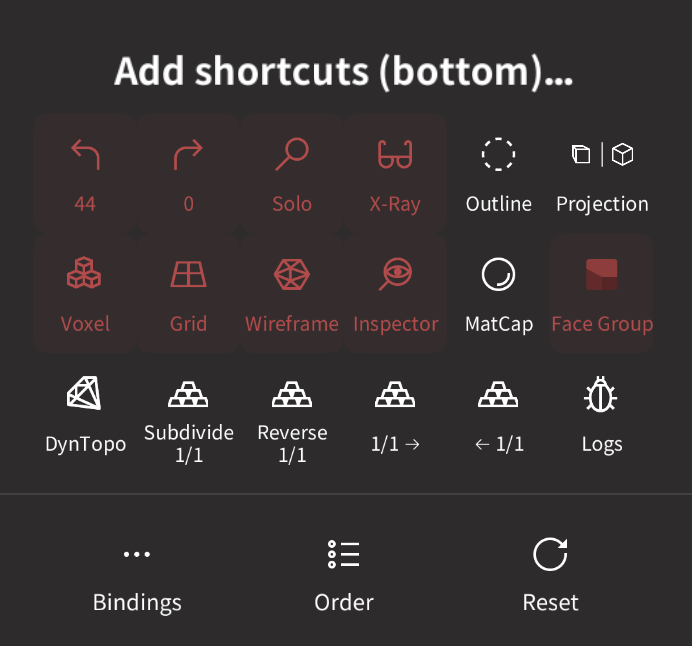 Add shortcuts (bottom)...
44
0
Solo
X-Ray
Outline
Projection
Voxel
Grid
Wireframe
Inspector
MatCap
Face Group
DynTopo
Subdivide
1/1
Reverse
1/1
1/1 →
← 1/1
Logs
Bindings
Order
Reset